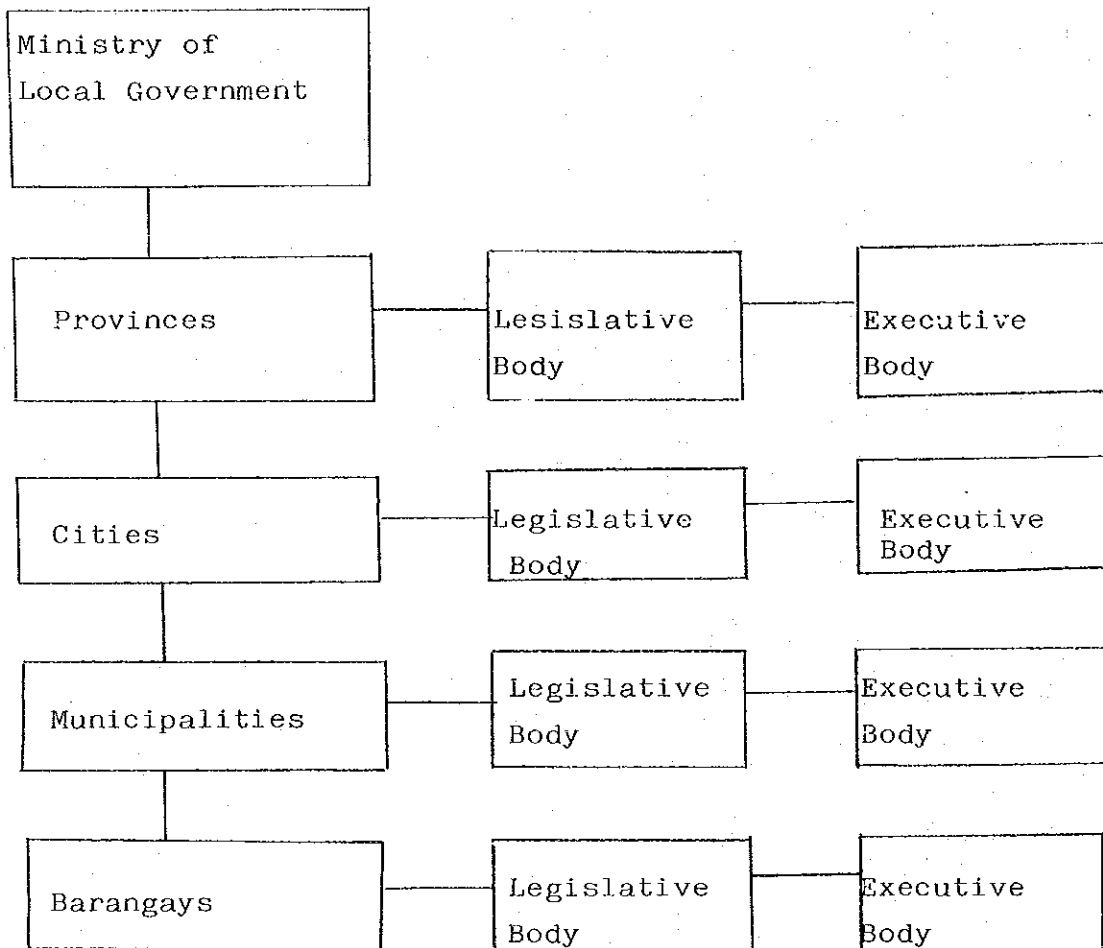 Ministry of
Local Government
Provinces
Lesislative
Body
Executive
Body
Cities
Legislative
Body
Executive
Body
Municipalities
Legislative
Body
Executive
Body
Barangays
Legislative
Body
Executive
Body